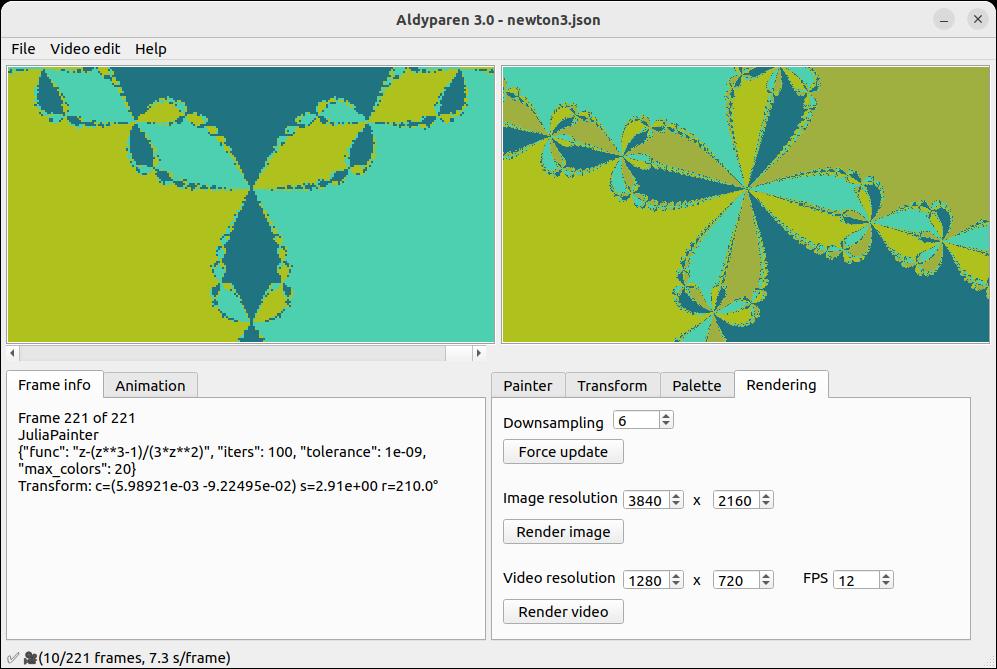 Aldyparen 3.0 - newton3.json
File Video edit Help
Frame info Animation
Frame 221 of 221
JuliaPainter
{"func": "z-(z**3-1)/(3*z**2)", "iters": 100, "tolerance": 1e-09,
"max_colors": 20}
Transform: c=(5.98921e-03 -9.22495e-02) s=2.91e+00 r=210.0°
Painter Transform Palette Rendering
Downsampling 6
Force update
Image resolution 3840 x 2160
Render image
Video resolution 1280 x 720 FPS 12
Render video
(10/221 frames, 7.3 s/frame)